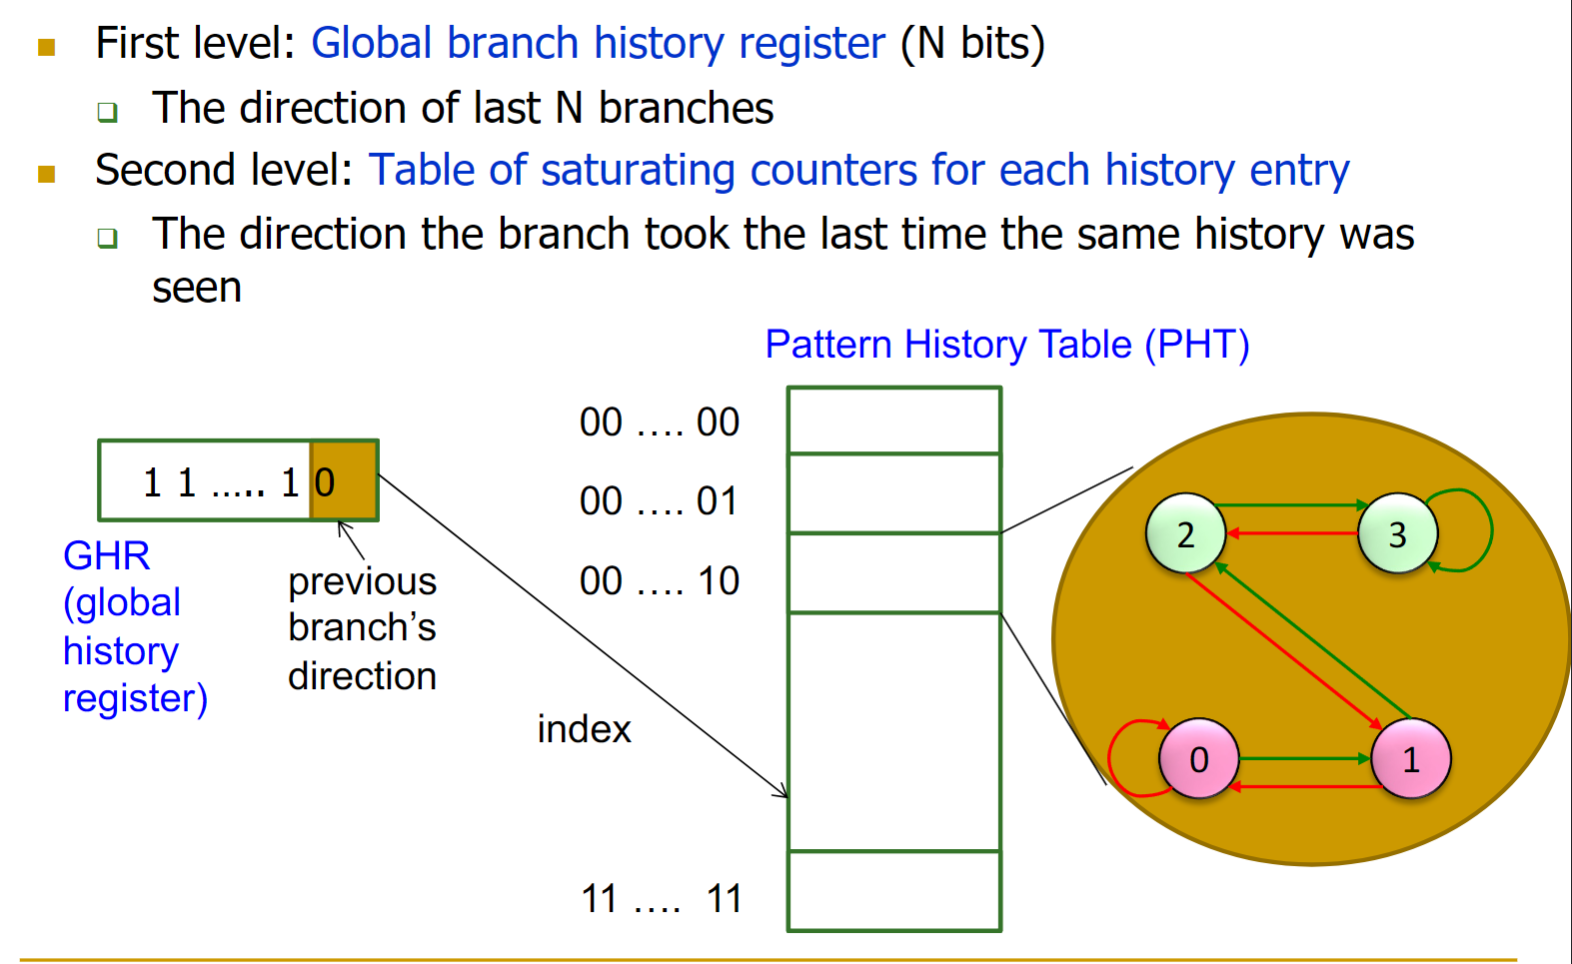 First level: Global branch history register (N bits)
The direction of last N branches
Second level: Table of saturating counters for each history entry
The direction the branch took the last time the same history was
seen
Pattern History Table (PHT)
00 …. 00
1 1 ….. 1 0
00 …. 01
GHR
(global
history
register)
previous
branch’s
direction
00 …. 10
index
11 …. 11
2
3
0
1